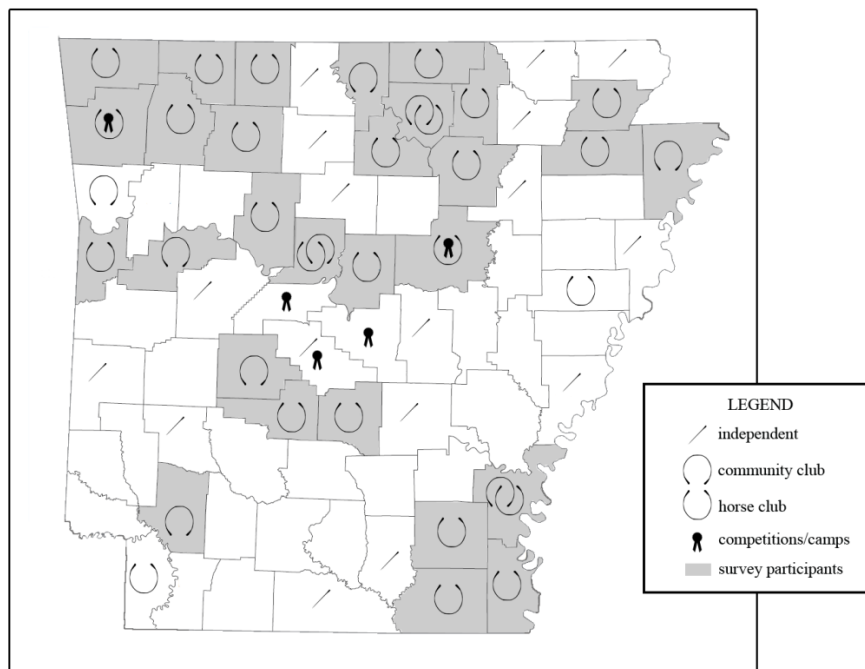 LEGEND
independent
community club
horse club
competitions/camps
survey participants